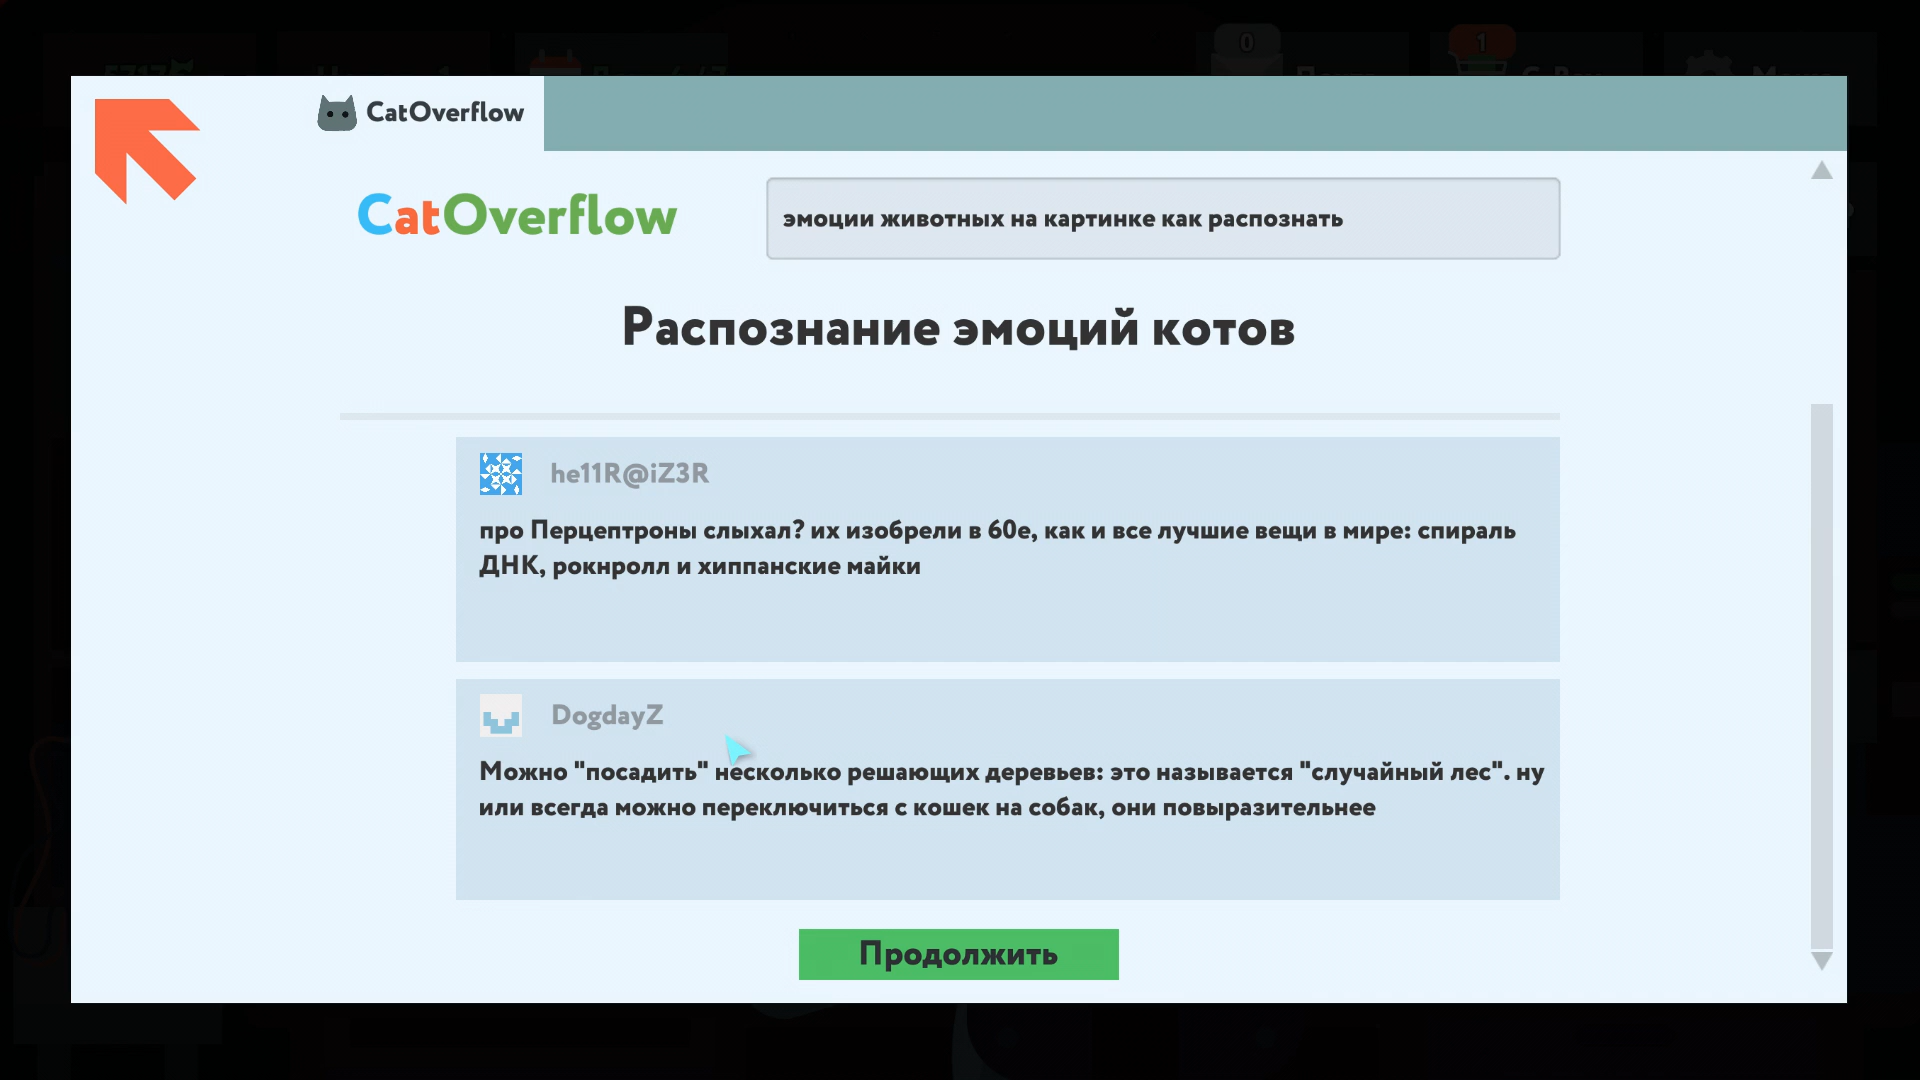 0
1
CatOverflow
CatOverflow
эмоции животных на картинке как распознать
Распознание эмоций котов
he11R@iZ3R
про Перцептроны слыхал? их изобрели в 60е, как и все лучшие вещи в мире: спираль
ДНК, рокнролл и хиппанские майки
DogdayZ
Можно "посадить" несколько решающих деревьев: это называется "случайный лес". ну
или всегда можно переключиться с кошек на собак, они повыразительнее
Продолжить